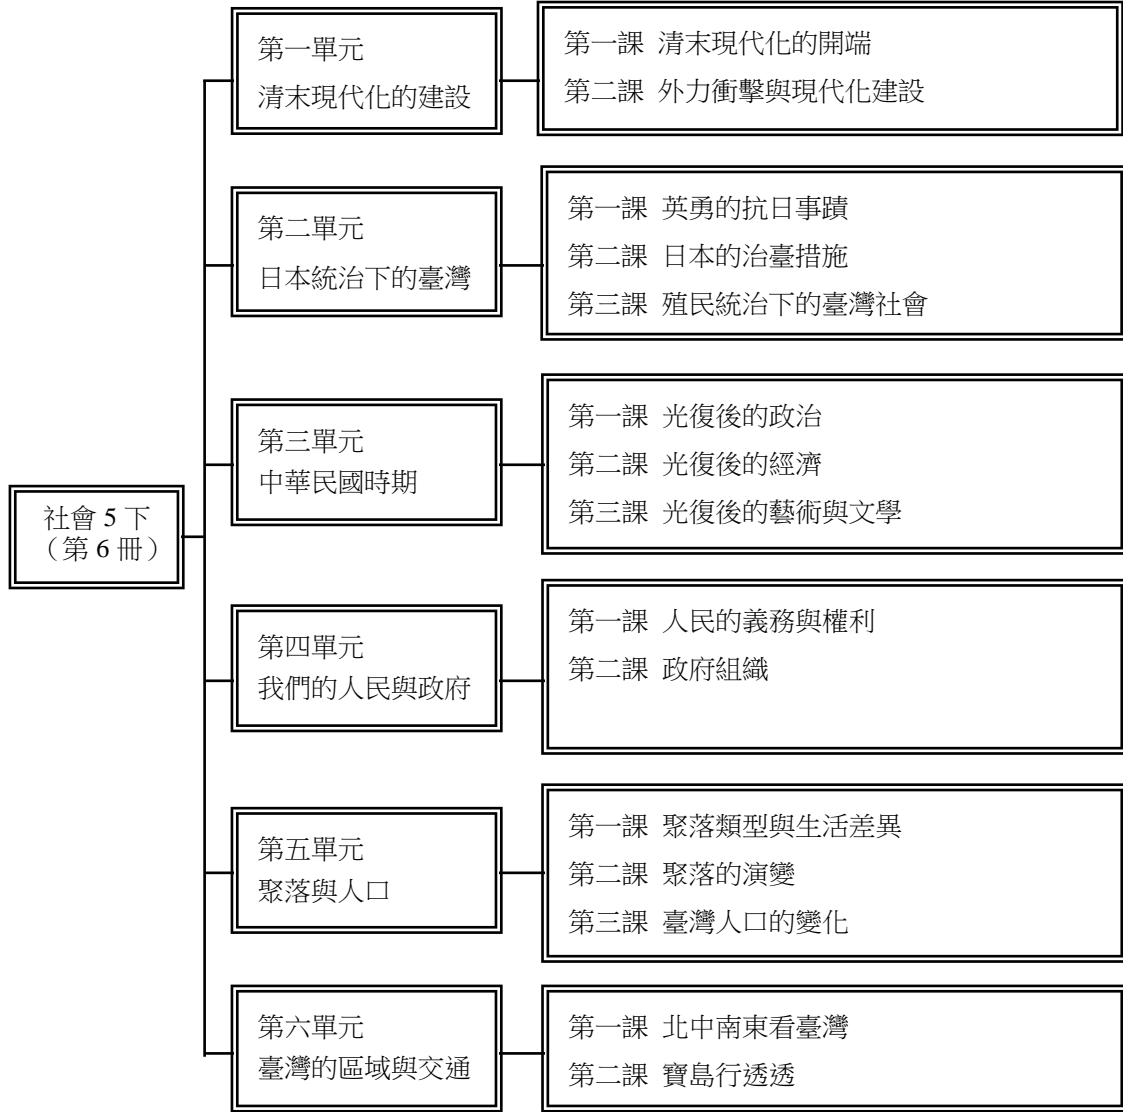 社會 5 下
（第 6 冊）
第一單元
清末現代化的建設
第一課 清末現代化的開端
第二課 外力衝擊與現代化建設
第二單元
日本統治下的臺灣
第一課 英勇的抗日事蹟
第二課 日本的治臺措施
第三課 殖民統治下的臺灣社會
第三單元
中華民國時期
第一課 光復後的政治
第二課 光復後的經濟
第三課 光復後的藝術與文學
第四單元
我們的人民與政府
第一課 人民的義務與權利
第二課 政府組織
第五單元
聚落與人口
第一課 聚落類型與生活差異
第二課 聚落的演變
第三課 臺灣人口的變化
第六單元
臺灣的區域與交通
第一課 北中南東看臺灣
第二課 寶島行透透